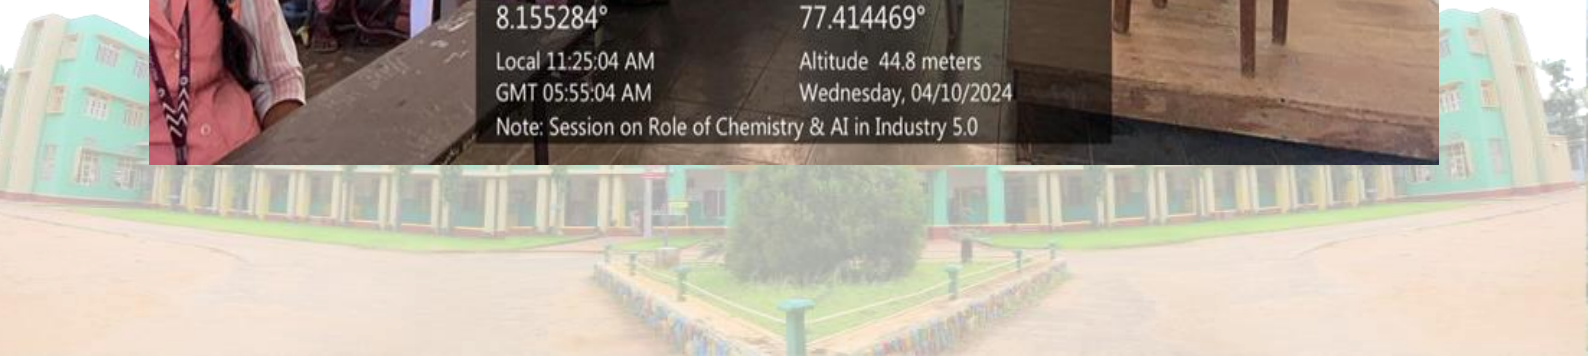 8.155284° 77.414469°
Local 11:25:04 AM Altitude 44.8 meters
GMT 05:55:04 AM Wednesday, 04/10/2024
Note: Session on Role of Chemistry & AI in Industry 5.0